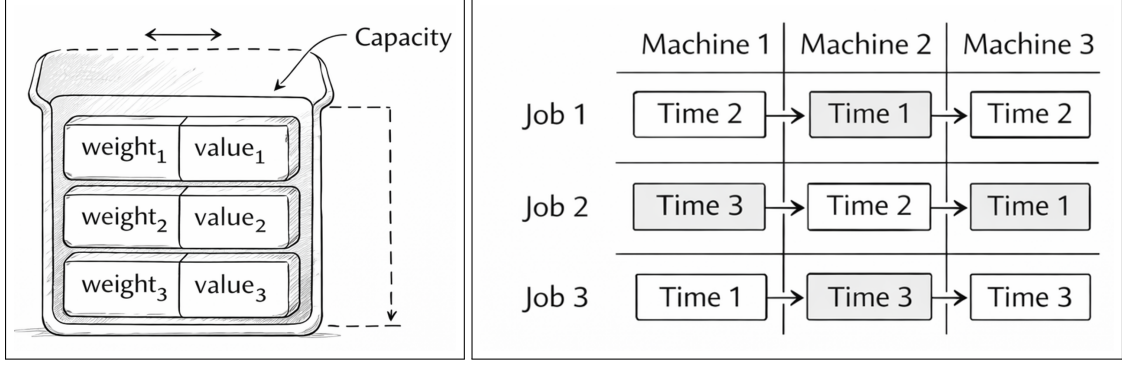 Capacity
weight₁ value₁
weight₂ value₂
weight₃ value₃
Machine 1 Machine 2 Machine 3
Job 1 Time 2 Time 1 Time 2
Job 2 Time 3 Time 2 Time 1
Job 3 Time 1 Time 3 Time 3